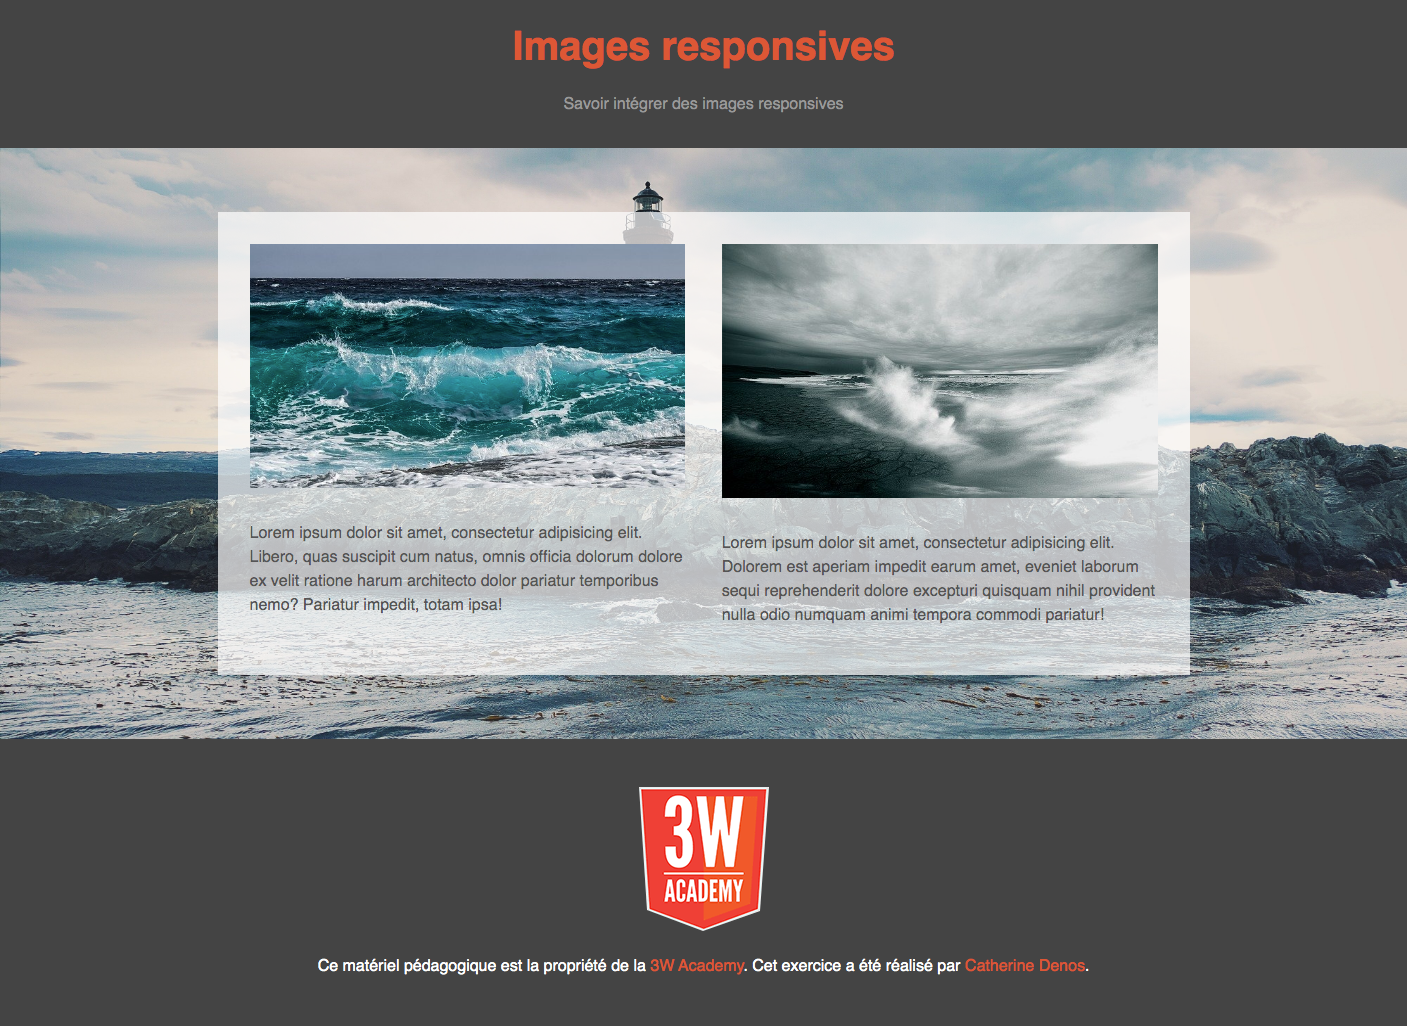 Images responsives
Savoir intégrer des images responsives
Lorem ipsum dolor sit amet, consectetur adipisicing elit.
Libero, quas suscipit cum natus, omnis officia dolorum dolore
ex velit ratione harum architecto dolor pariatur temporibus
nemo? Pariatur impedit, totam ipsa!
Lorem ipsum dolor sit amet, consectetur adipisicing elit.
Dolorem est aperiam impedit earum amet, eveniet laborum
sequi reprehenderit dolore excepturi quisquam nihil provident
nulla odio numquam animi tempora commodi pariatur!
3W
ACADEMY
Ce matériel pédagogique est la propriété de la 3W Academy. Cet exercice a été réalisé par Catherine Denos.